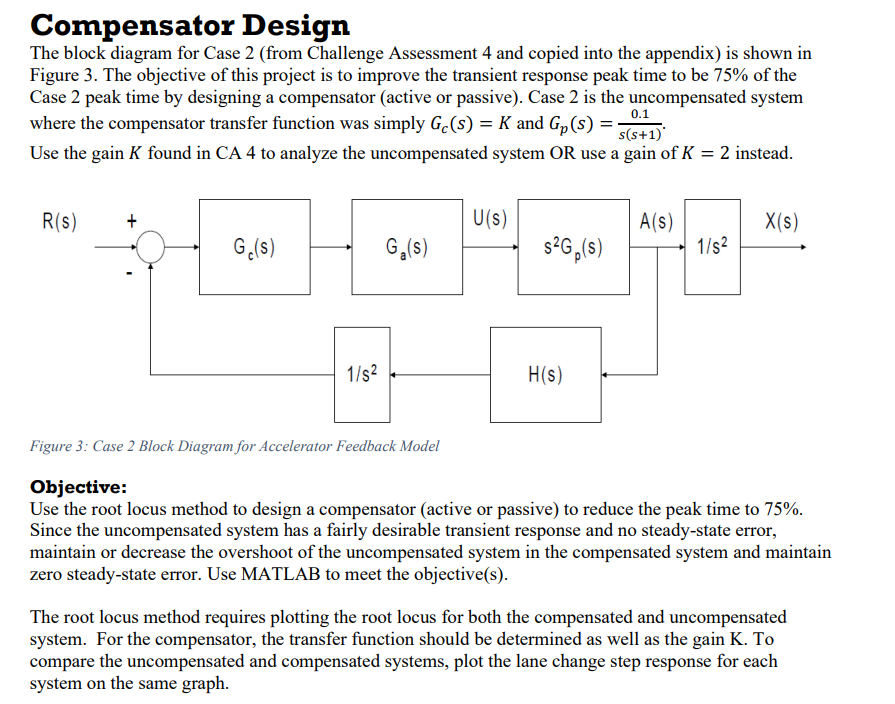 Compensator Design
The block diagram for Case 2 (from Challenge Assessment 4 and copied into the appendix) is shown in
Figure 3. The objective of this project is to improve the transient response peak time to be 75% of the
Case 2 peak time by designing a compensator (active or passive). Case 2 is the uncompensated system
where the compensator transfer function was simply G_c(s) = K and G_p(s) = 0.1/s(s+1).
Use the gain K found in CA 4 to analyze the uncompensated system OR use a gain of K = 2 instead.
R(s) + - G_c(s) G_a(s) U(s) s²G_p(s) A(s) 1/s² X(s)
1/s² H(s)
Figure 3: Case 2 Block Diagram for Accelerator Feedback Model
Objective:
Use the root locus method to design a compensator (active or passive) to reduce the peak time to 75%.
Since the uncompensated system has a fairly desirable transient response and no steady-state error,
maintain or decrease the overshoot of the uncompensated system in the compensated system and maintain
zero steady-state error. Use MATLAB to meet the objective(s).
The root locus method requires plotting the root locus for both the compensated and uncompensated
system. For the compensator, the transfer function should be determined as well as the gain K. To
compare the uncompensated and compensated systems, plot the lane change step response for each
system on the same graph.